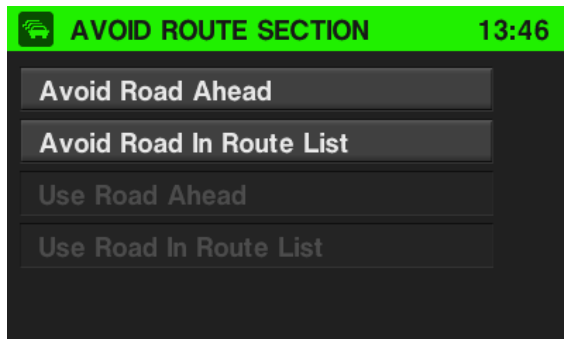 AVOID ROUTE SECTION 13:46
Avoid Road Ahead
Avoid Road In Route List
Use Road Ahead
Use Road In Route List